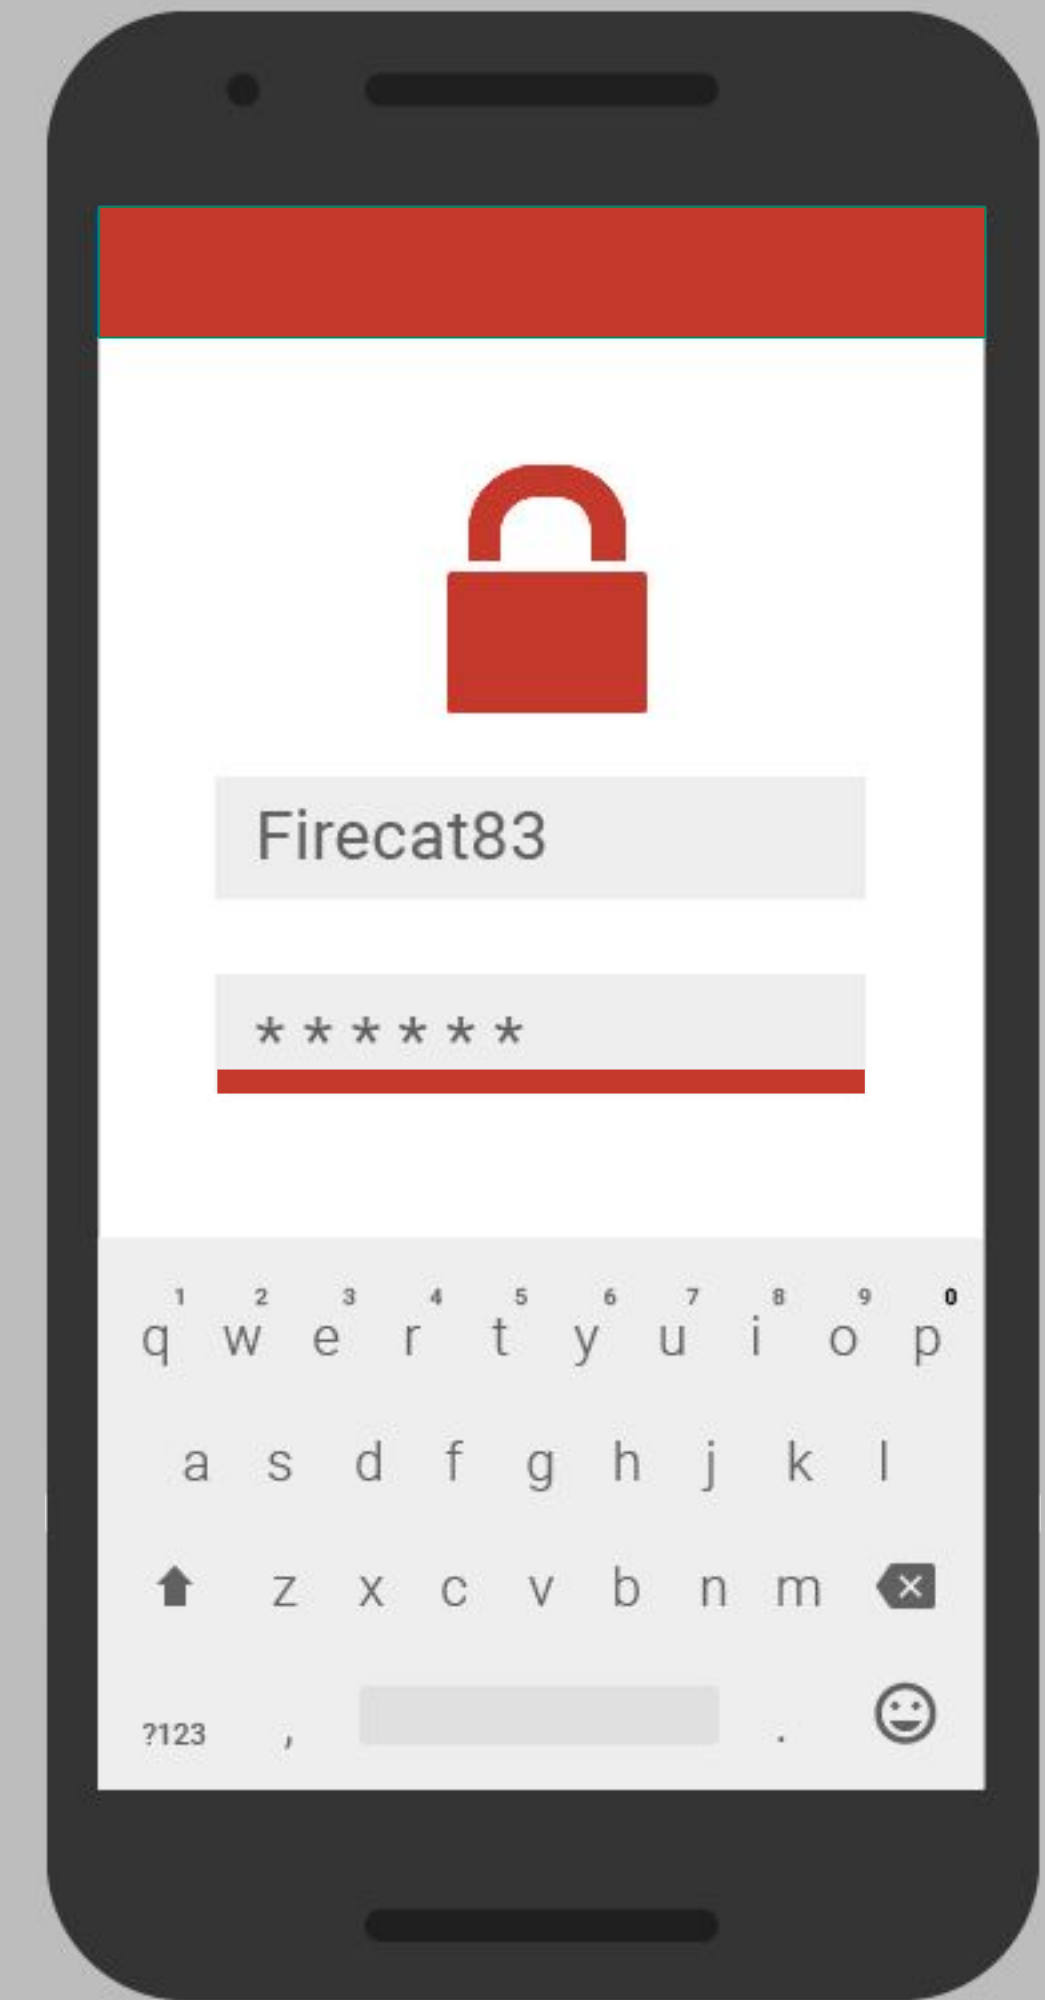 Firecat83
* * * * * *
1 2 3 4 5 6 7 8 9 0
q w e r t y u i o p
a s d f g h j k l
z x c v b n m
?123 , .